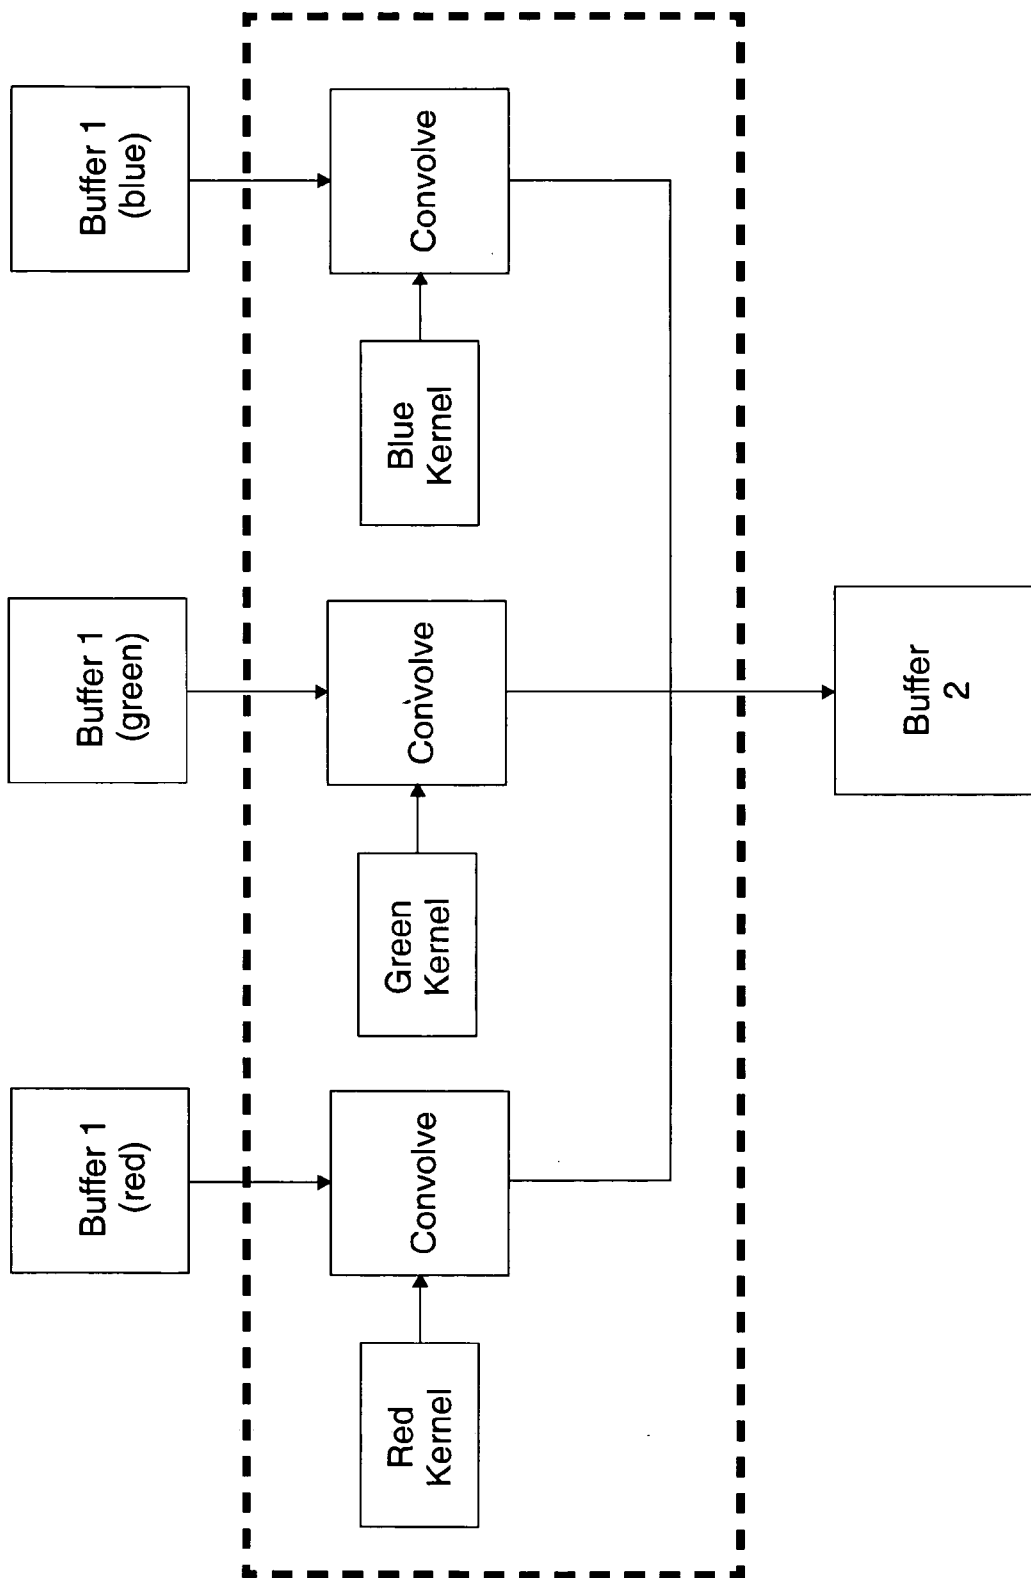 Buffer 1
(red)
Buffer 1
(green)
Buffer 1
(blue)
Red
Kernel
Convolve
Green
Kernel
Convolve
Blue
Kernel
Convolve
Buffer
2